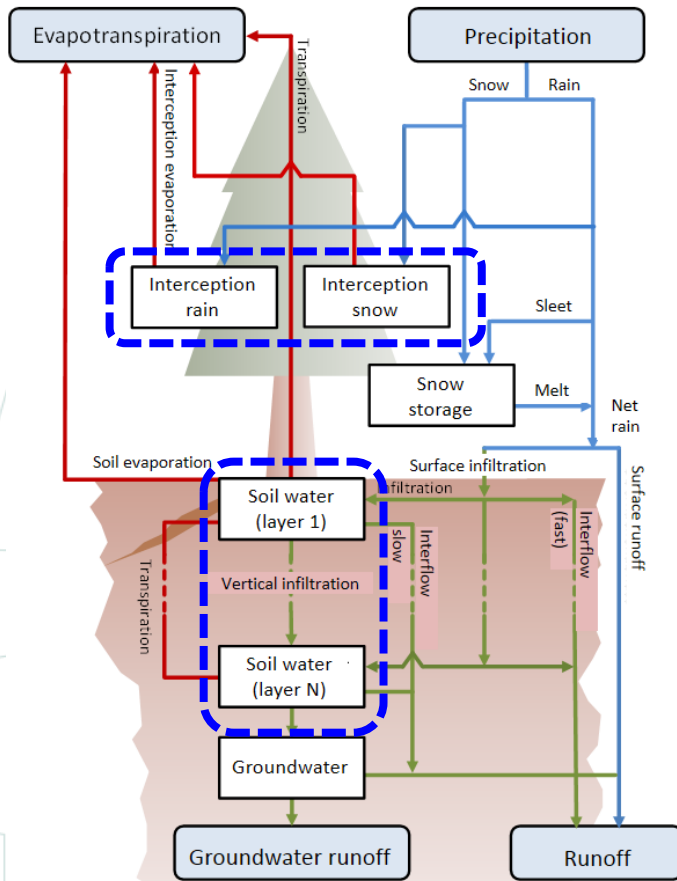 Evapotranspiration
Precipitation
Transpiration
Snow
Rain
Interception evaporation
Interception
rain
Interception
snow
Sleet
Snow
storage
Melt
Net
rain
Soil evaporation
Surface infiltration
Surface runoff
Soil water
(layer 1)
infiltration
Interflow
slow
Interflow
(fast)
Transpiration
Vertical infiltration
Soil water
(layer N)
Groundwater
Groundwater runoff
Runoff